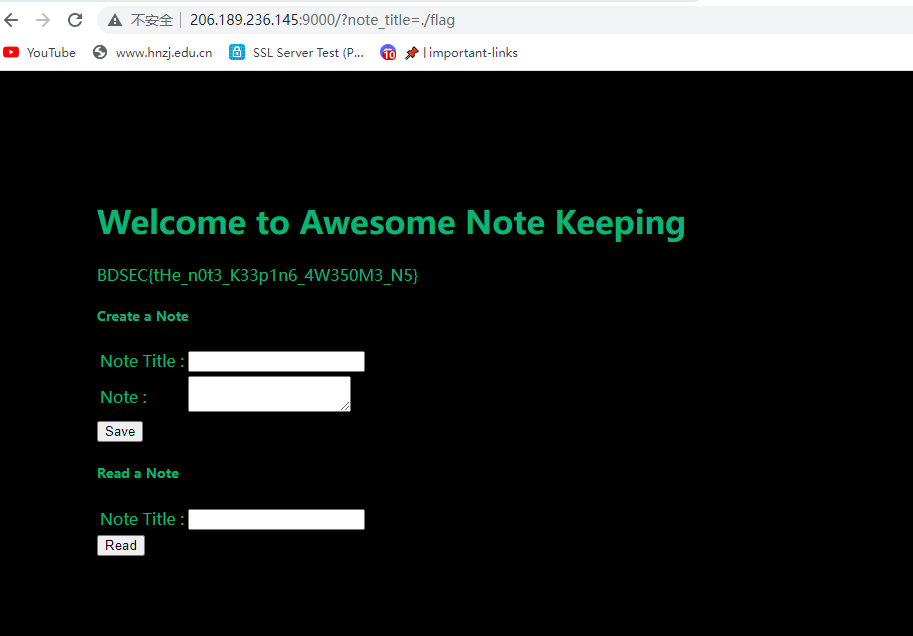 不安全 | 206.189.236.145:9000/?note_title=./flag
YouTube www.hnzj.edu.cn SSL Server Test (P... 10 | important-links
Welcome to Awesome Note Keeping
BDSEC{tHe_n0t3_K33p1n6_4W350M3_N5}
Create a Note
Note Title :
Note :
Save
Read a Note
Note Title :
Read